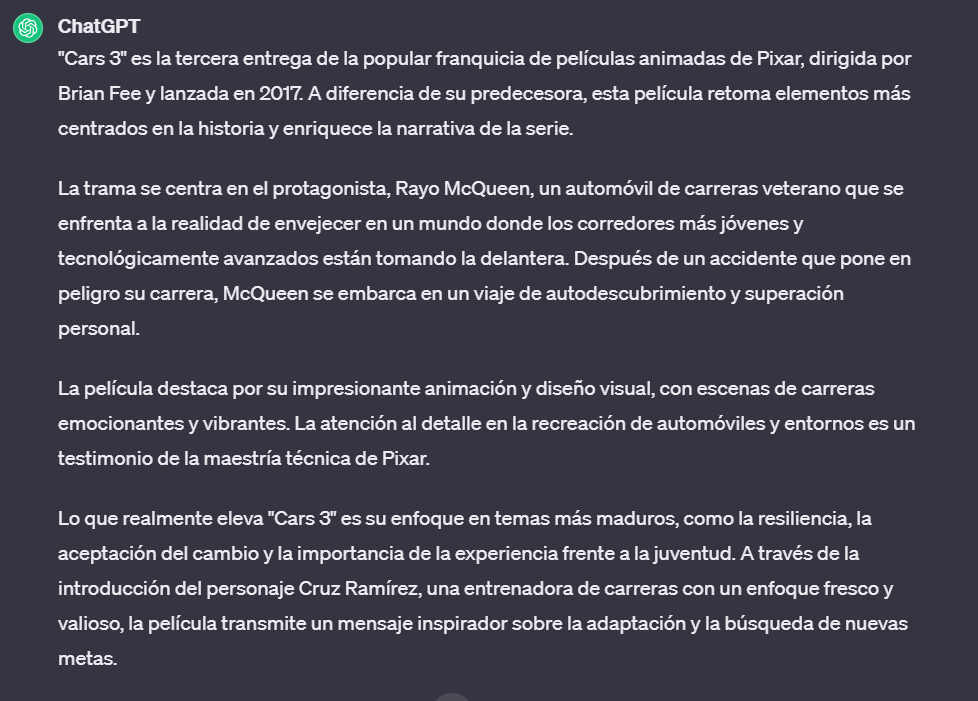 ChatGPT
"Cars 3" es la tercera entrega de la popular franquicia de películas animadas de Pixar, dirigida por
Brian Fee y lanzada en 2017. A diferencia de su predecesora, esta película retoma elementos más
centrados en la historia y enriquece la narrativa de la serie.
La trama se centra en el protagonista, Rayo McQueen, un automóvil de carreras veterano que se
enfrenta a la realidad de envejecer en un mundo donde los corredores más jóvenes y
tecnológicamente avanzados están tomando la delantera. Después de un accidente que pone en
peligro su carrera, McQueen se embarca en un viaje de autodescubrimiento y superación
personal.
La película destaca por su impresionante animación y diseño visual, con escenas de carreras
emocionantes y vibrantes. La atención al detalle en la recreación de automóviles y entornos es un
testimonio de la maestría técnica de Pixar.
Lo que realmente eleva "Cars 3" es su enfoque en temas más maduros, como la resiliencia, la
aceptación del cambio y la importancia de la experiencia frente a la juventud. A través de la
introducción del personaje Cruz Ramírez, una entrenadora de carreras con un enfoque fresco y
valioso, la película transmite un mensaje inspirador sobre la adaptación y la búsqueda de nuevas
metas.